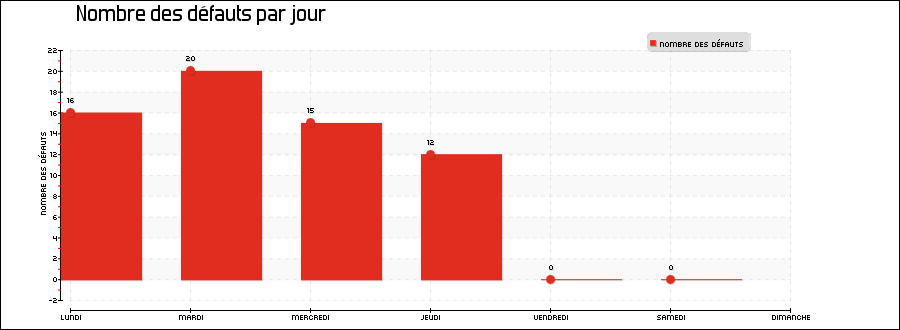 Nombre des défauts par jour
NOMBRE DES DÉFAUTS
NOMBRE DES DÉFAUTS
22
20
18
16
14
12
10
8
6
4
2
0
-2
16
20
15
12
0
0
LUNDI
MARDI
MERCREDI
JEUDI
VENDREDI
SAMEDI
DIMANCHE